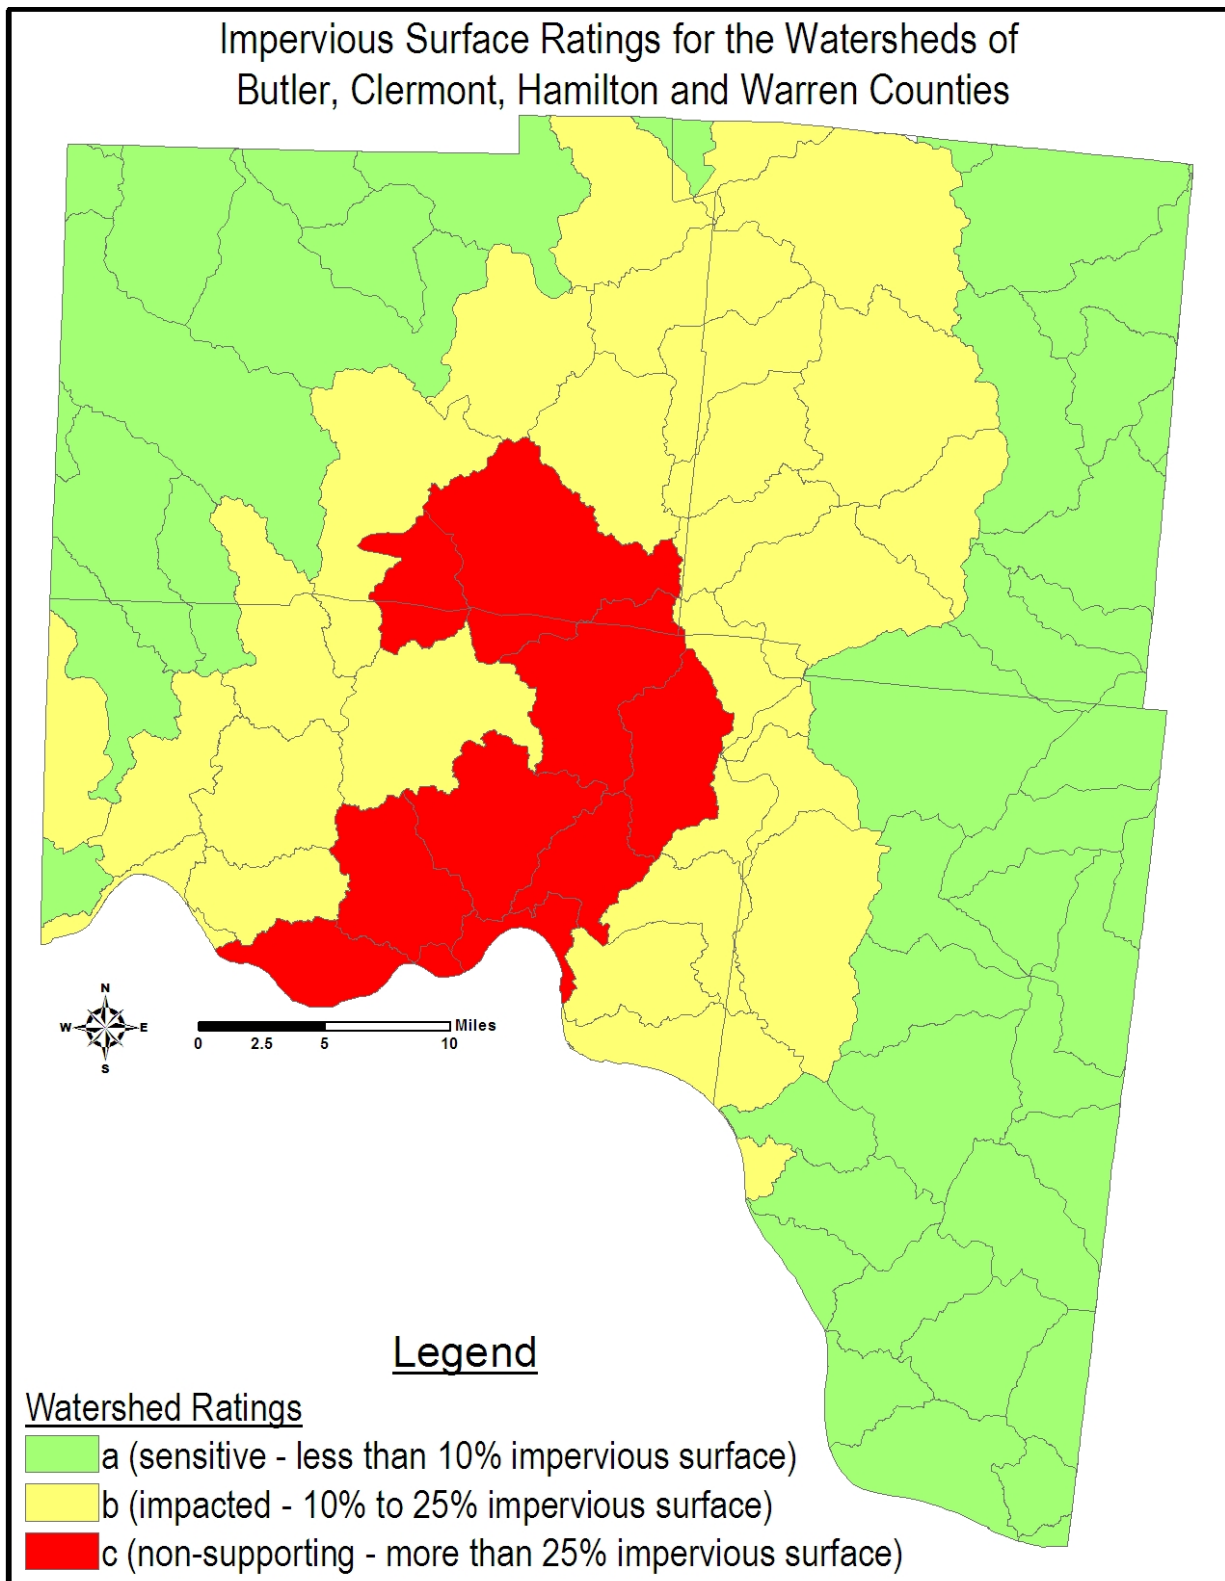 Impervious Surface Ratings for the Watersheds of
Butler, Clermont, Hamilton and Warren Counties
N
W E
S
Miles
0 2.5 5 10
Legend
Watershed Ratings
a (sensitive - less than 10% impervious surface)
b (impacted - 10% to 25% impervious surface)
c (non-supporting - more than 25% impervious surface)